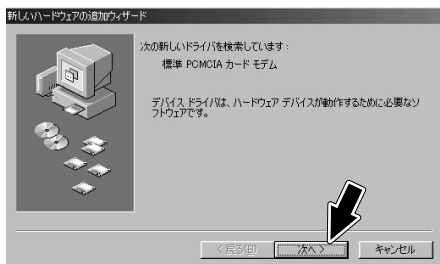 新しいハードウェアの追加ウィザード
次の新しいドライバを検索しています：
標準 PCMCIA カード モデム
デバイス ドライバは、ハードウェア デバイスが動作するために必要なソ
フトウェアです。
< 戻る(B)
次へ >
キャンセル